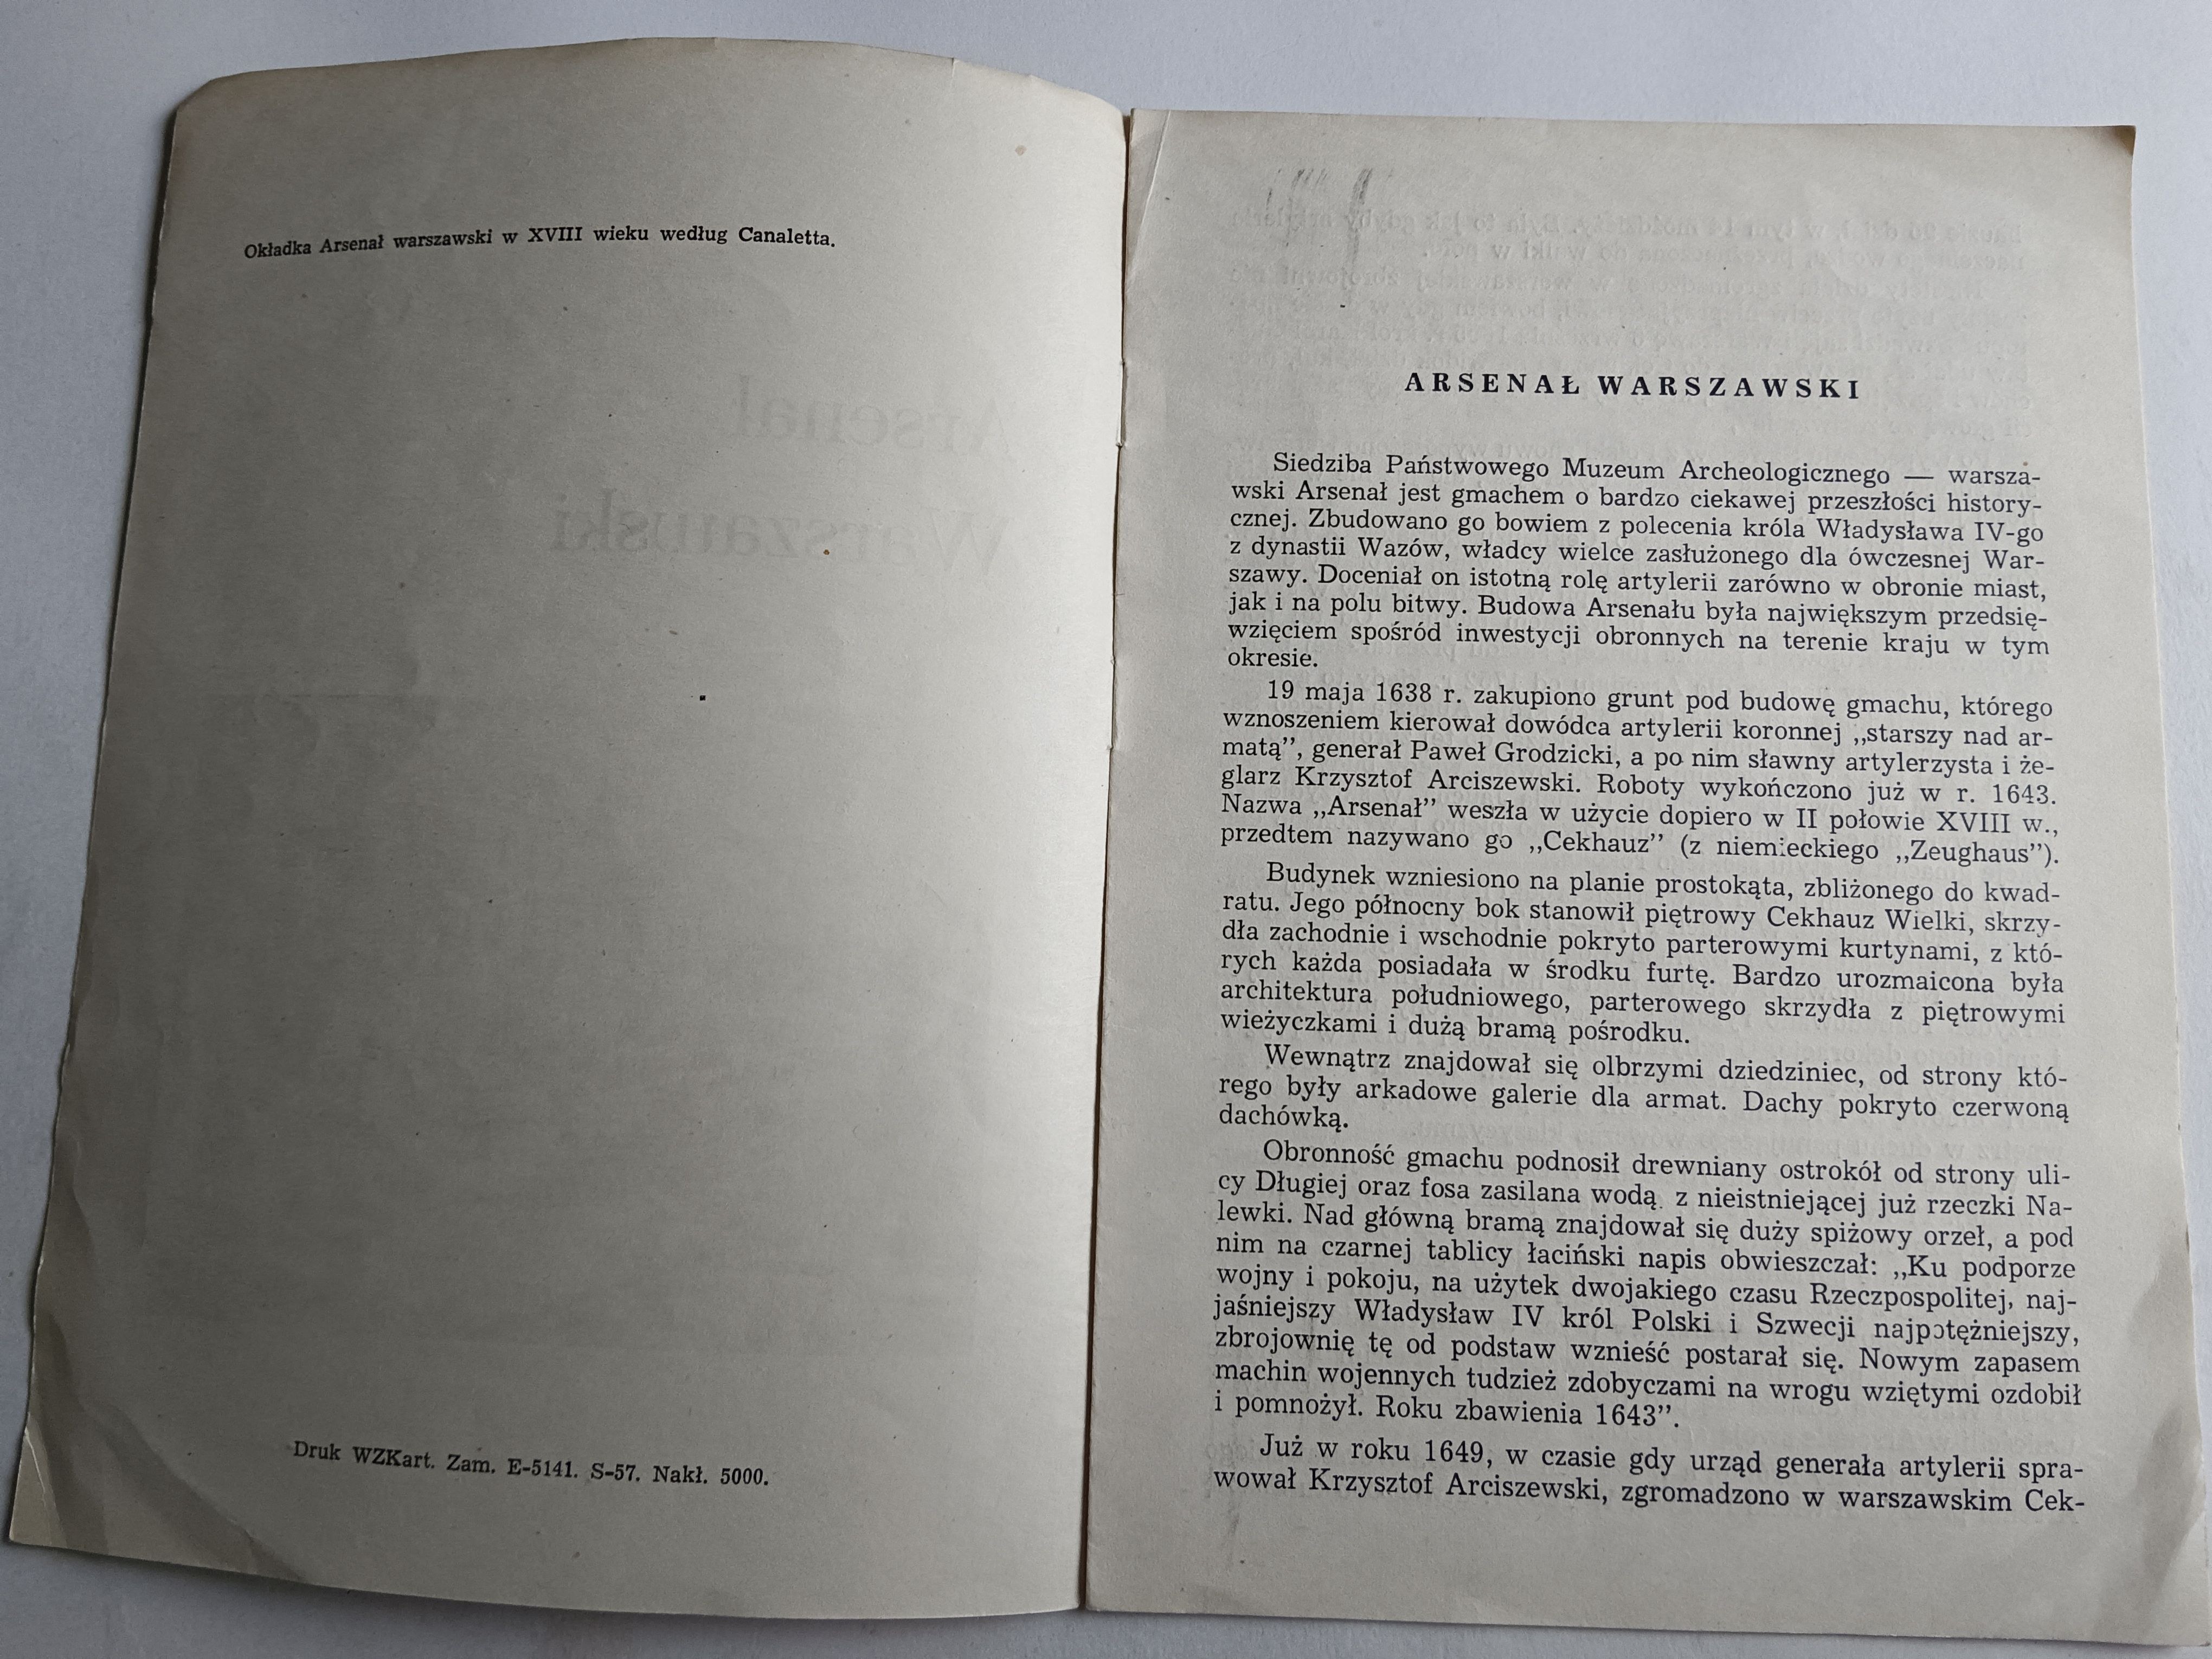 Okładka Arsenał warszawski w XVIII wieku według Canaletta.
Druk WZKart. Zam. E-5141. S-57. Nakł. 5000.
ARSENAŁ WARSZAWSKI
Siedziba Państwowego Muzeum Archeologicznego — warsza-
wski Arsenał jest gmachem o bardzo ciekawej przeszłości history-
cznej. Zbudowano go bowiem z polecenia króla Władysława IV-go
z dynastii Wazów, władcy wielce zasłużonego dla ówczesnej War-
szawy. Doceniał on istotną rolę artylerii zarówno w obronie miast,
jak i na polu bitwy. Budowa Arsenału była największym przedsię-
wzięciem spośród inwestycji obronnych na terenie kraju w tym
okresie.
19 maja 1638 r. zakupiono grunt pod budowę gmachu, którego
wznoszeniem kierował dowódca artylerii koronnej „starszy nad ar-
matą”, generał Paweł Grodzicki, a po nim sławny artylerzysta i że-
glarz Krzysztof Arciszewski. Roboty wykończono już w r. 1643.
Nazwa „Arsenał” weszła w użycie dopiero w II połowie XVIII w.,
przedtem nazywano go „Cekhauz” (z niemieckiego „Zeughaus”).
Budynek wzniesiono na planie prostokąta, zbliżonego do kwad-
ratu. Jego północny bok stanowił piętrowy Cekhauz Wielki, skrzy-
dła zachodnie i wschodnie pokryto parterowymi kurtynami, z któ-
rych każda posiadała w środku furtę. Bardzo urozmaicona była
architektura południowego, parterowego skrzydła z piętrowymi
wieżyczkami i dużą bramą pośrodku.
Wewnątrz znajdował się olbrzymi dziedziniec, od strony któ-
rego były arkadowe galerie dla armat. Dachy pokryto czerwoną
dachówką.
Obronność gmachu podnosił drewniany ostrokół od strony uli-
cy Długiej oraz fosa zasilana wodą z nieistniejącej już rzeczki Na-
lewki. Nad główną bramą znajdował się duży spiżowy orzeł, a pod
nim na czarnej tablicy łaciński napis obwieszczał: „Ku podporze
wojny i pokoju, na użytek dwojakiego czasu Rzeczpospolitej, naj-
jaśniejszy Władysław IV król Polski i Szwecji najpotężniejszy,
zbrojownię tę od podstaw wznieść postarał się. Nowym zapasem
machin wojennych tudzież zdobyczami na wrogu wziętymi ozdobił
i pomnożył. Roku zbawienia 1643”.
Już w roku 1649, w czasie gdy urząd generała artylerii spra-
wował Krzysztof Arciszewski, zgromadzono w warszawskim Cek-